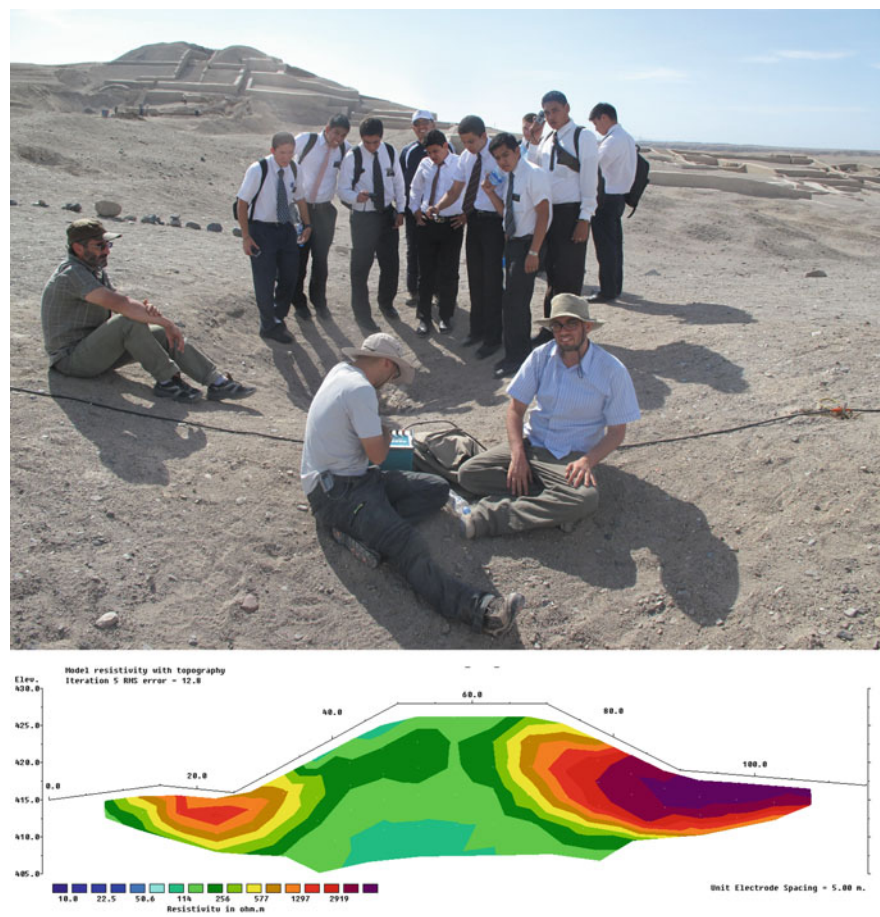 Model resistivity with topography
Iteration 5 RMS error = 12.8
Elev.
430.0
425.0
420.0
415.0
410.0
405.0
0.0
20.0
40.0
60.0
80.0
100.0
10.0 22.5 50.6 114 256 577 1297 2919
Resistivity in ohm.m
Unit Electrode Spacing = 5.00 m.